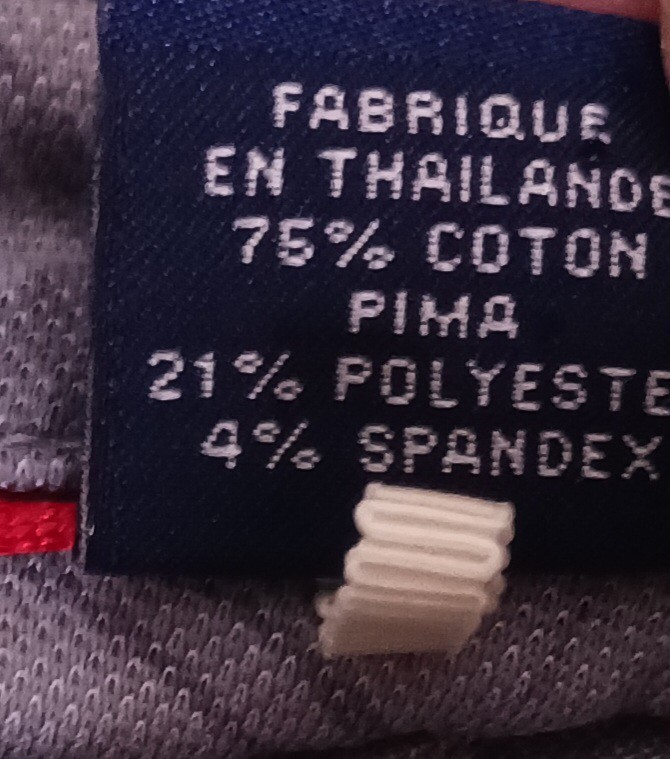 FABRIQUE
EN THAILANDE
75% COTON
PIMA
21% POLYESTE
4% SPANDEX